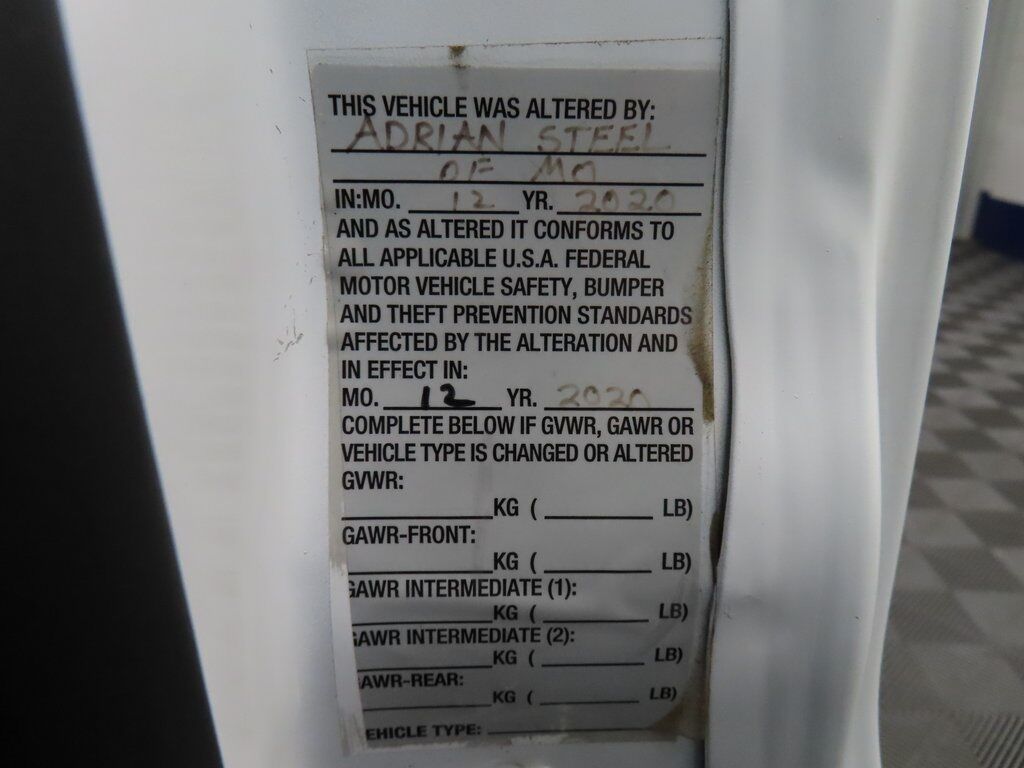 THIS VEHICLE WAS ALTERED BY:
ADRIAN STEEL
OF MO
IN:MO. 12 YR. 2020
AND AS ALTERED IT CONFORMS TO
ALL APPLICABLE U.S.A. FEDERAL
MOTOR VEHICLE SAFETY, BUMPER
AND THEFT PREVENTION STANDARDS
AFFECTED BY THE ALTERATION AND
IN EFFECT IN:
MO. 12 YR. 2020
COMPLETE BELOW IF GVWR, GAWR OR
VEHICLE TYPE IS CHANGED OR ALTERED
GVWR:
KG ( LB)
GAWR-FRONT:
KG ( LB)
GAWR INTERMEDIATE (1):
KG ( LB)
GAWR INTERMEDIATE (2):
KG ( LB)
AWR-REAR:
KG ( LB)
EHICLE TYPE: